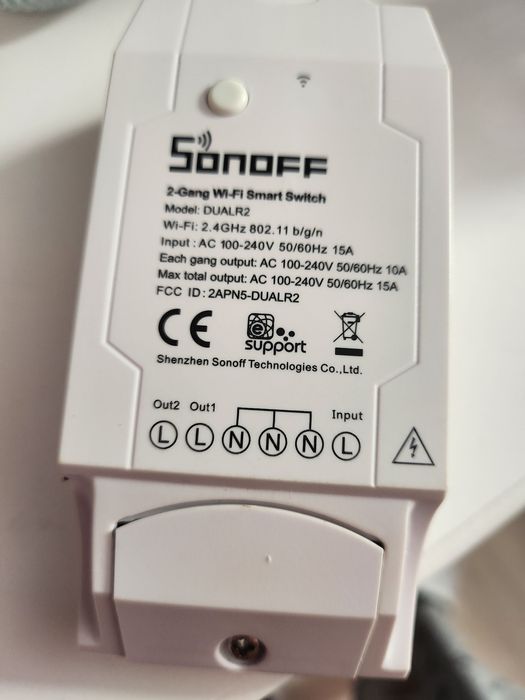 SONOFF
2-Gang Wi-Fi Smart Switch
Model: DUALR2
Wi-Fi: 2.4GHz 802.11 b/g/n
Input : AC 100-240V 50/60Hz 15A
Each gang output: AC 100-240V 50/60Hz 10A
Max total output: AC 100-240V 50/60Hz 15A
FCC ID : 2APN5-DUALR2
CE e support
Shenzhen Sonoff Technologies Co.,Ltd.
Out2 Out1 Input
L L N N N L